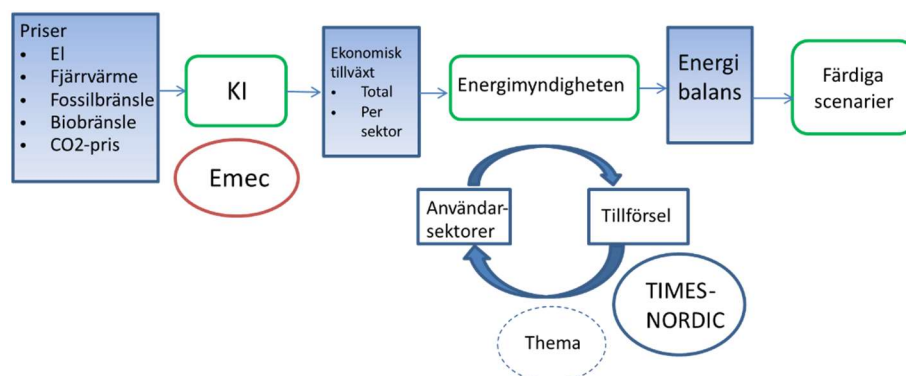 Priser
• El
• Fjärrvärme
• Fossilbränsle
• Biobränsle
• CO2-pris
KI
Emec
Ekonomisk
tillväxt
• Total
• Per
sektor
Energimyndigheten
Energi
balans
Färdiga
scenarier
Användar-
sektorer
Tillförsel
TIMES-
NORDIC
Thema